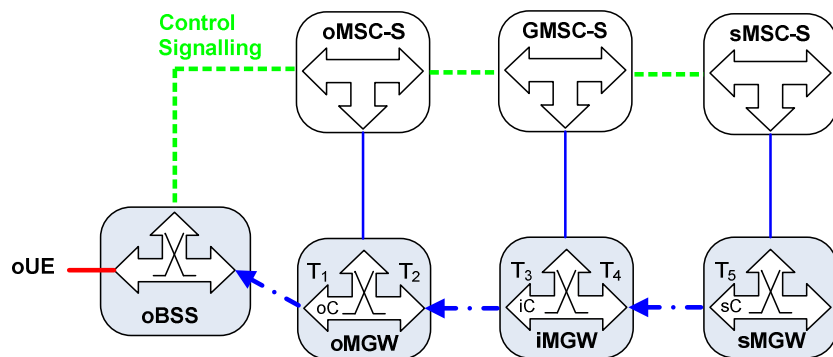 Control
Signalling
oMSC-S
GMSC-S
sMSC-S
oUE
oBSS
T1
T2
oC
oMGW
T3
T4
iC
iMGW
T5
sC
sMGW